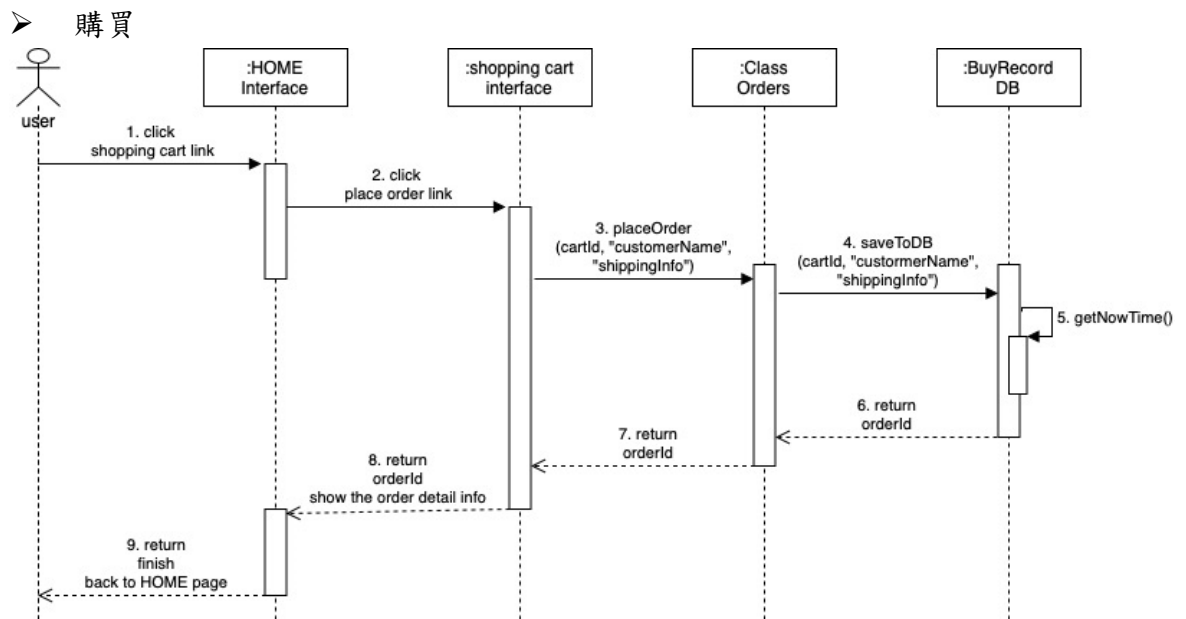 ➢ 購買
:HOME
Interface
:shopping cart
interface
:Class
Orders
:BuyRecord
DB
user
1. click
shopping cart link
2. click
place order link
3. placeOrder
(cartId, "customerName",
"shippingInfo")
4. saveToDB
(cartId, "custormerName",
"shippingInfo")
5. getNowTime()
6. return
orderId
7. return
orderId
8. return
orderId
show the order detail info
9. return
finish
back to HOME page